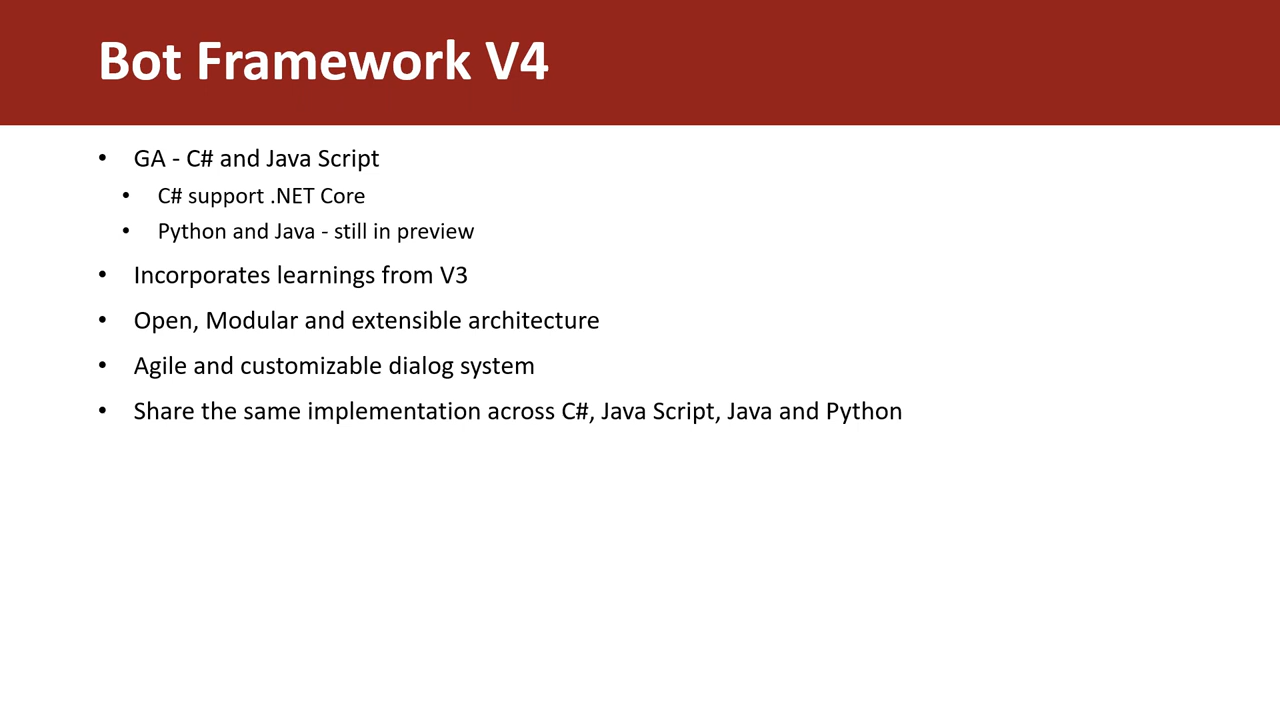 Bot Framework V4
• GA - C# and Java Script
• C# support .NET Core
• Python and Java - still in preview
• Incorporates learnings from V3
• Open, Modular and extensible architecture
• Agile and customizable dialog system
• Share the same implementation across C#, Java Script, Java and Python